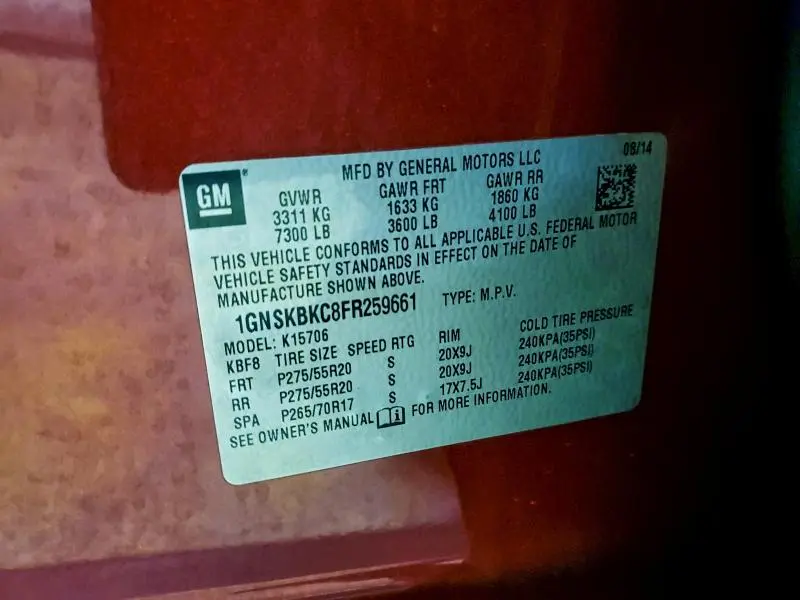 GM
MFD BY GENERAL MOTORS LLC 08/14
GVWR GAWR FRT GAWR RR
3311 KG 1633 KG 1860 KG
7300 LB 3600 LB 4100 LB
THIS VEHICLE CONFORMS TO ALL APPLICABLE U.S. FEDERAL MOTOR
VEHICLE SAFETY STANDARDS IN EFFECT ON THE DATE OF
MANUFACTURE SHOWN ABOVE.
1GNSKBKC8FR259661 TYPE: M.P.V.
MODEL: K15706
KBF8 TIRE SIZE SPEED RTG RIM COLD TIRE PRESSURE
FRT P275/55R20 S 20X9J 240KPA(35PSI)
RR P275/55R20 S 20X9J 240KPA(35PSI)
SPA P265/70R17 S 17X7.5J 240KPA(35PSI)
SEE OWNER'S MANUAL i FOR MORE INFORMATION.